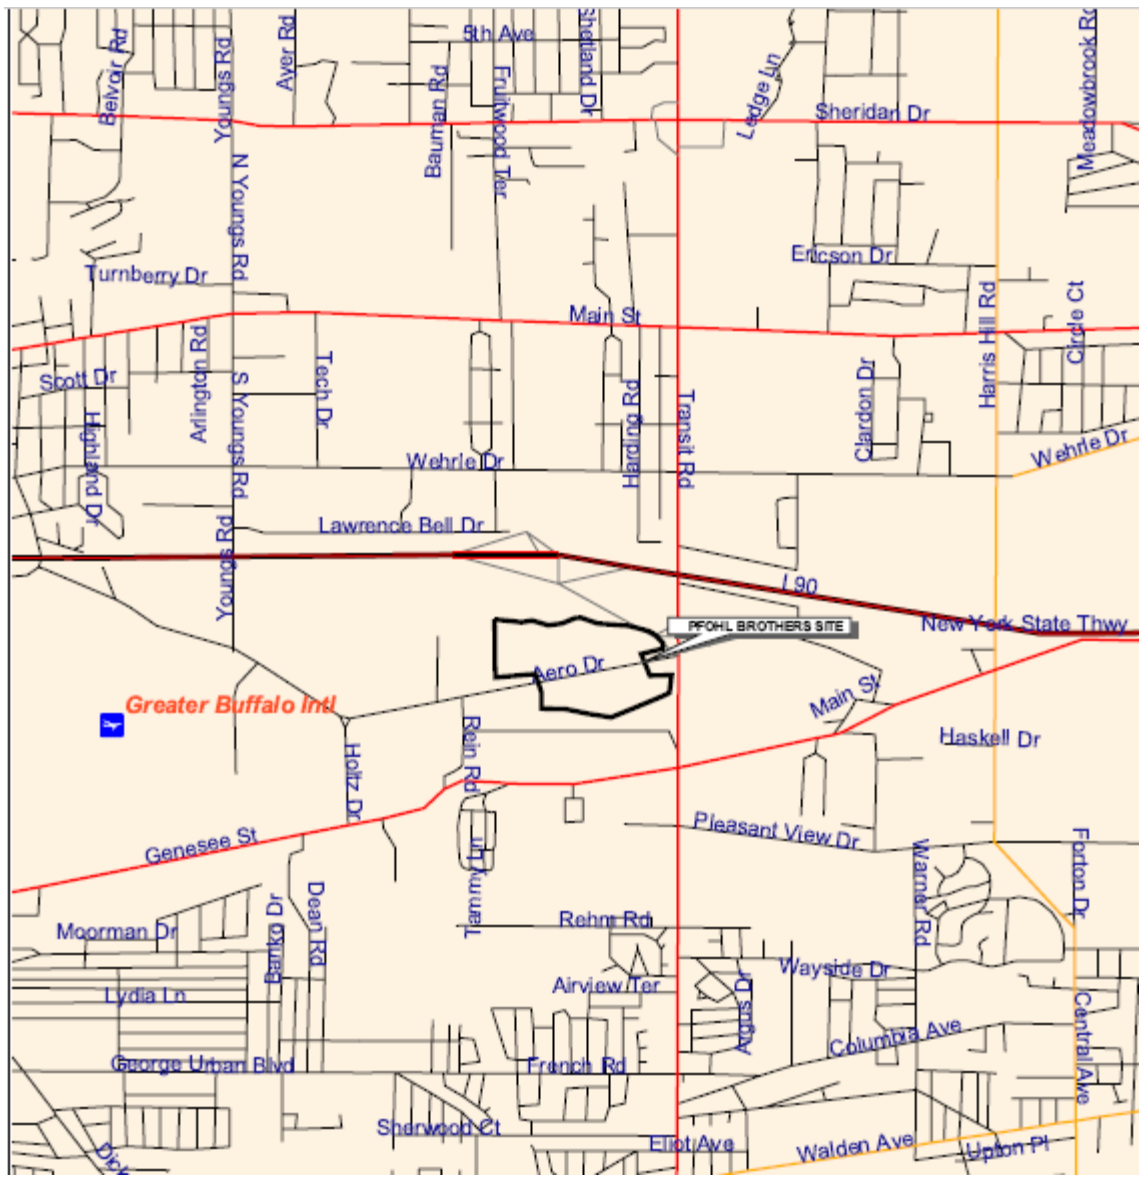 5th Ave
Shetland Dr
Belvoir Rd
Youngs Rd
Ayer Rd
Bauman Rd
Fruitwood Ter
Ledge Ln
Sheridan Dr
Meadowbrook Rd
N Youngs Rd
Turnberry Dr
Ericson Dr
Main St
Harris Hill Rd
Circle Ct
Arlington Rd
Scott Dr
S Youngs Rd
Tech Dr
Highland Dr
Harding Rd
Transit Rd
Clardon Dr
Wehrle Dr
Wehrle Dr
Lawrence Bell Dr
Youngs Rd
I 90
PFOHL BROTHERS SITE
New York State Thwy
Aero Dr
Greater Buffalo Intl
Main St
Rein Rd
Haskell Dr
Holtz Dr
Genesee St
Pleasant View Dr
Tammy Ln
Warner Rd
Forton Dr
Moorman Dr
Banko Dr
Dean Rd
Rehm Rd
Wayside Dr
Lydia Ln
Airview Ter
Angus Dr
Columbia Ave
Central Ave
George Urban Blvd
French Rd
Sherwood Ct
Eliot Ave
Walden Ave
Upton Pl
Dick